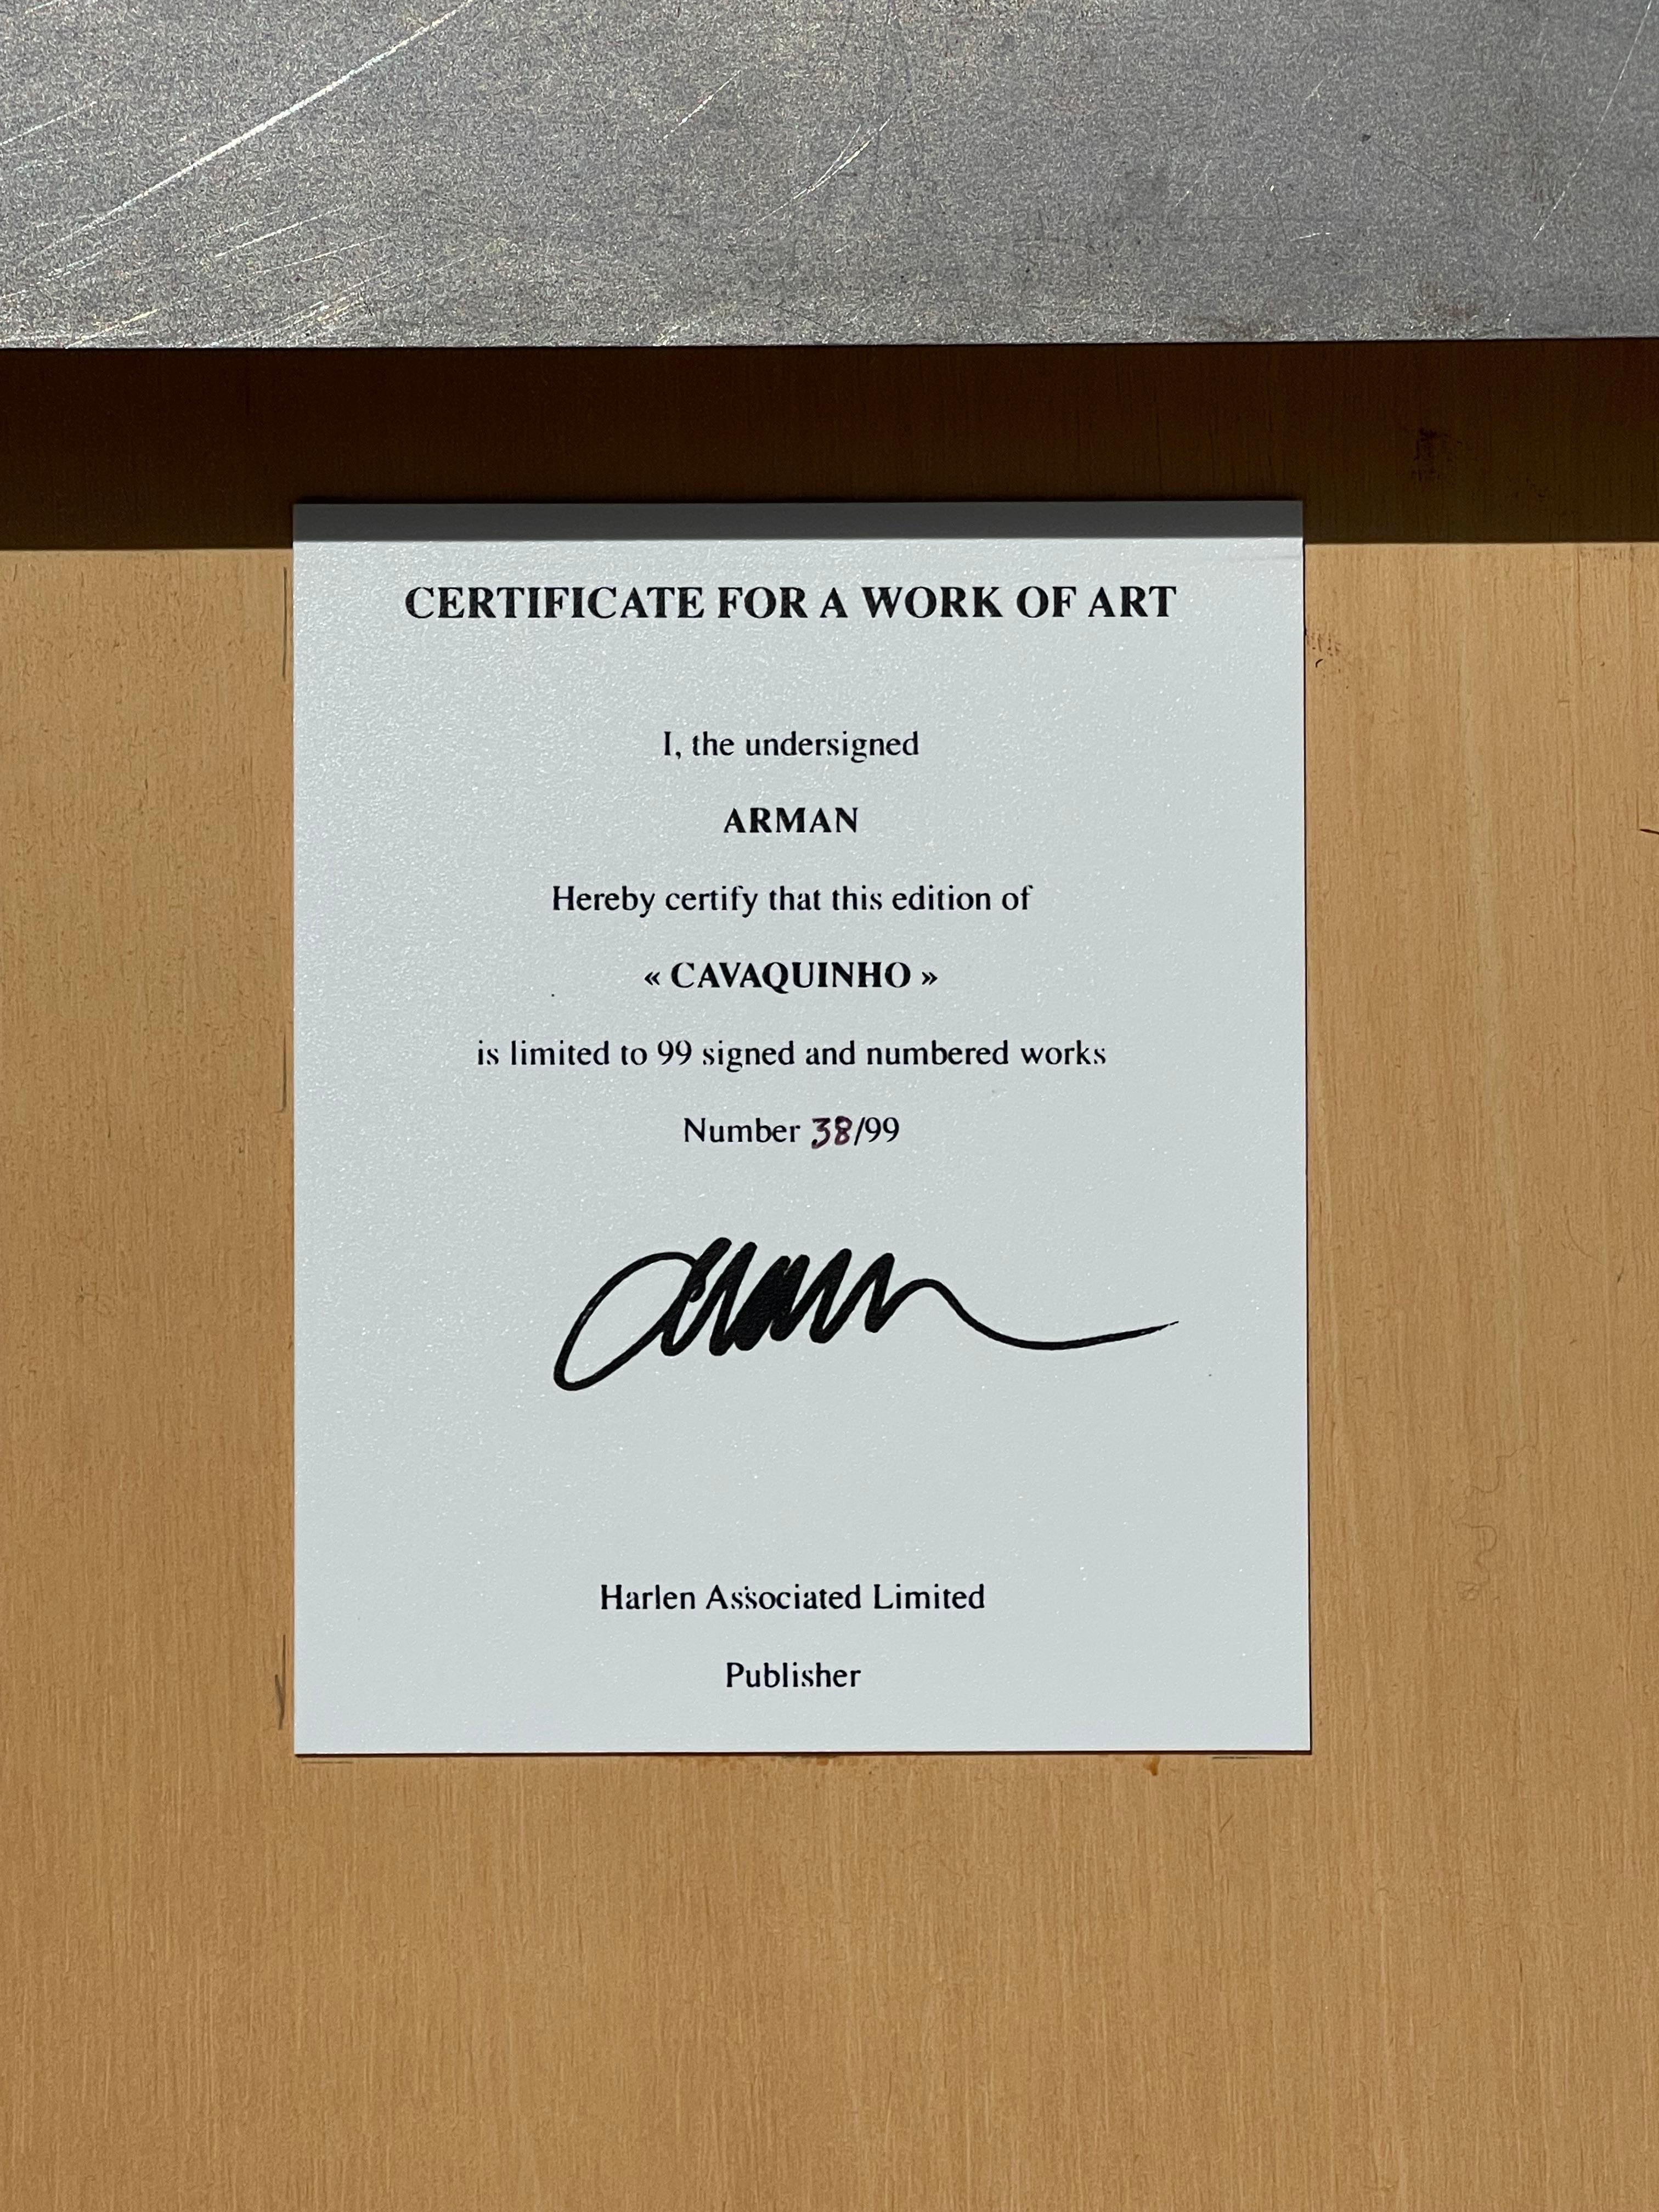 CERTIFICATE FOR A WORK OF ART
I, the undersigned
ARMAN
Hereby certify that this edition of
« CAVAQUINHO »
is limited to 99 signed and numbered works
Number 38/99
Arman
Harlen Associated Limited
Publisher